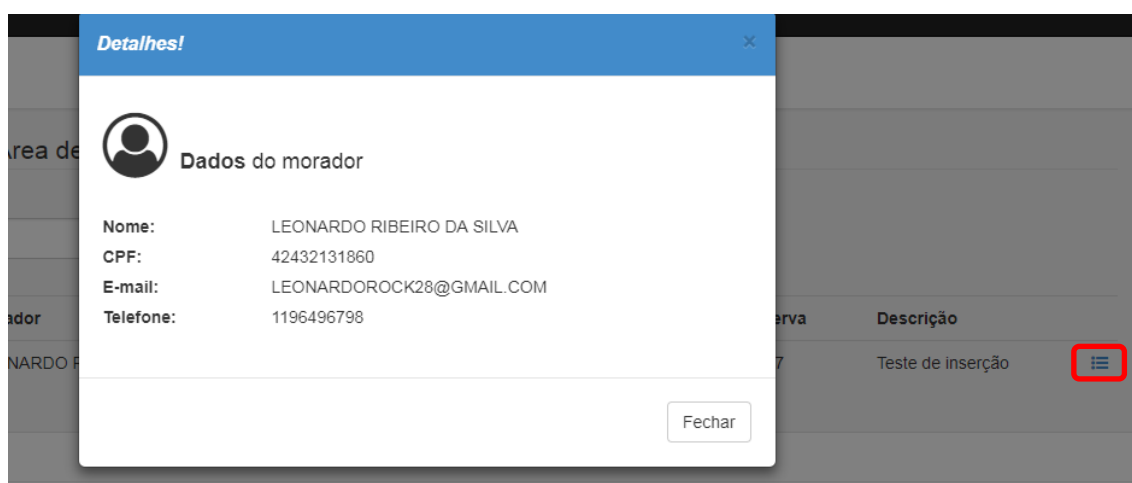 Detalhes! ×
Area de
Dados do morador
Nome: LEONARDO RIBEIRO DA SILVA
CPF: 42432131860
E-mail: LEONARDOROCK28@GMAIL.COM
Telefone: 1196496798
ador erva Descrição
NARDO 7 Teste de inserção
Fechar